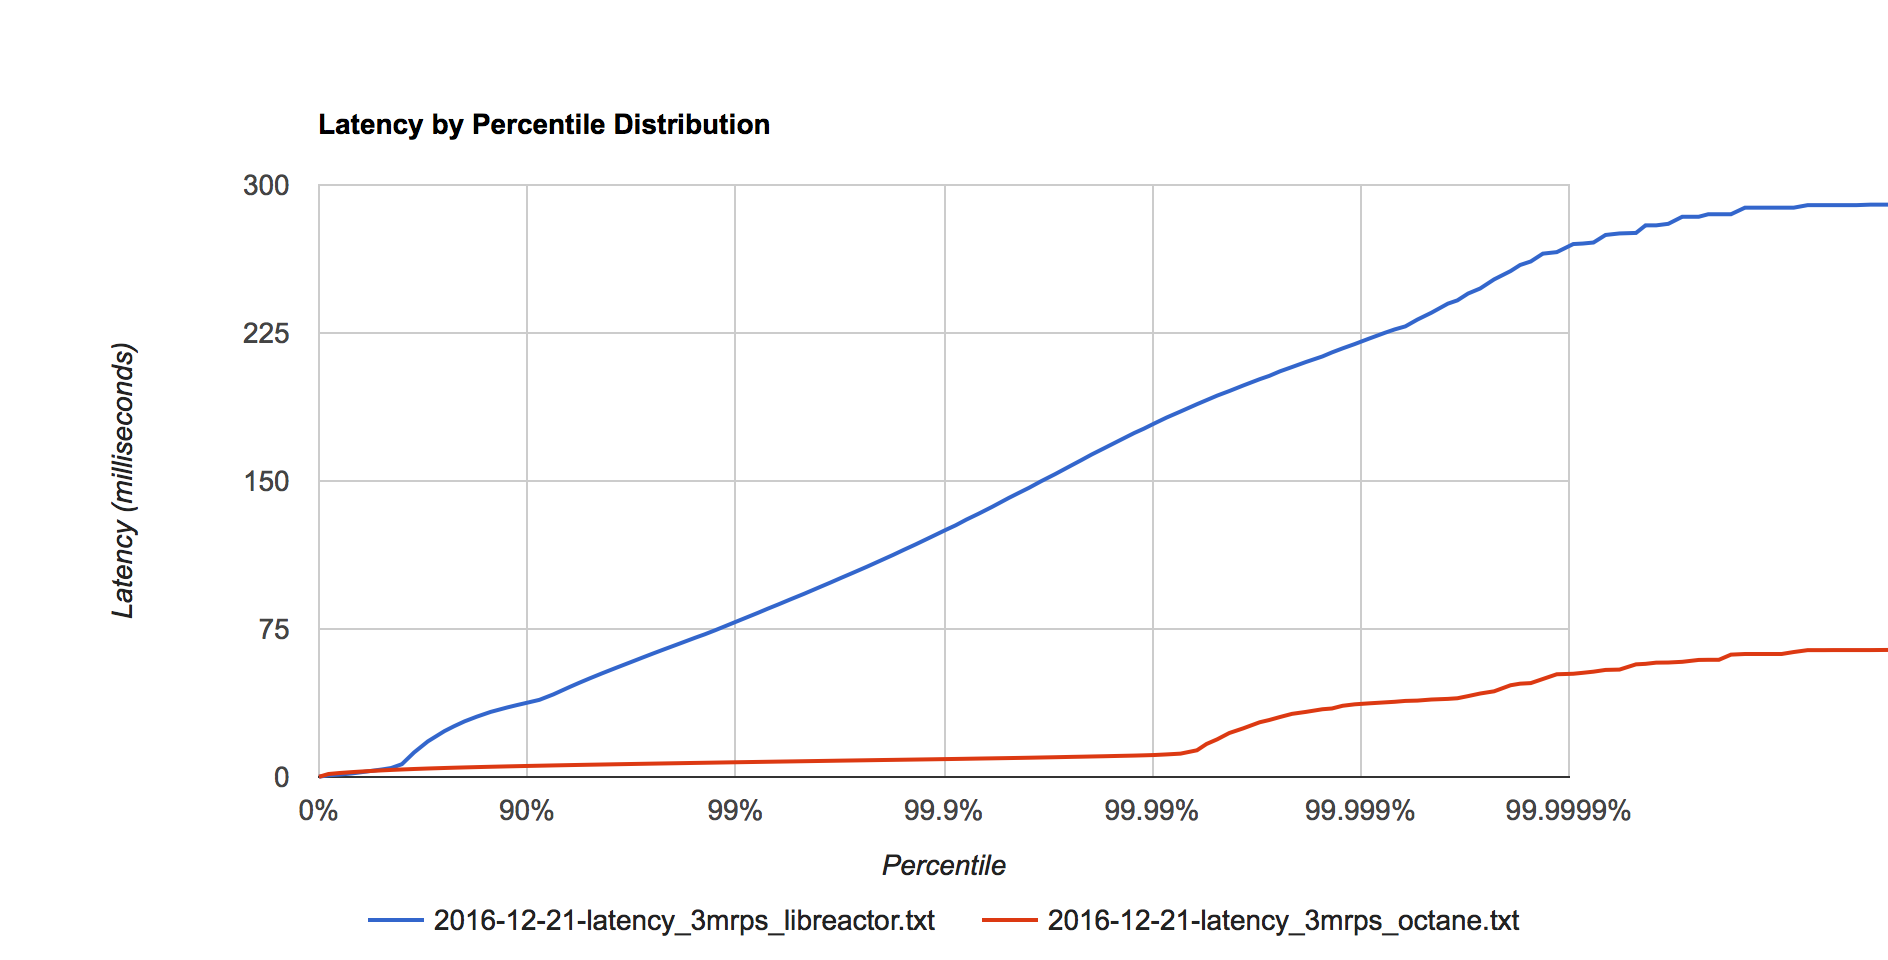 Latency by Percentile Distribution
300
225
150
75
0
Latency (milliseconds)
0% 90% 99% 99.9% 99.99% 99.999% 99.9999%
Percentile
2016-12-21-latency_3mrps_libreactor.txt 2016-12-21-latency_3mrps_octane.txt